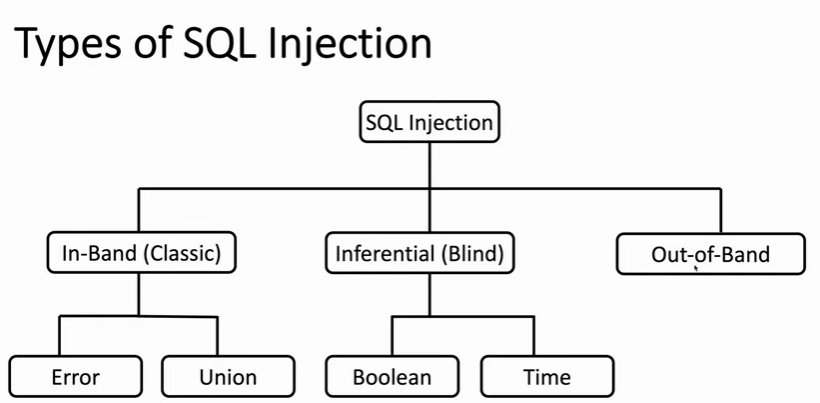 Types of SQL Injection
SQL Injection
In-Band (Classic)
Inferential (Blind)
Out-of-Band
Error
Union
Boolean
Time